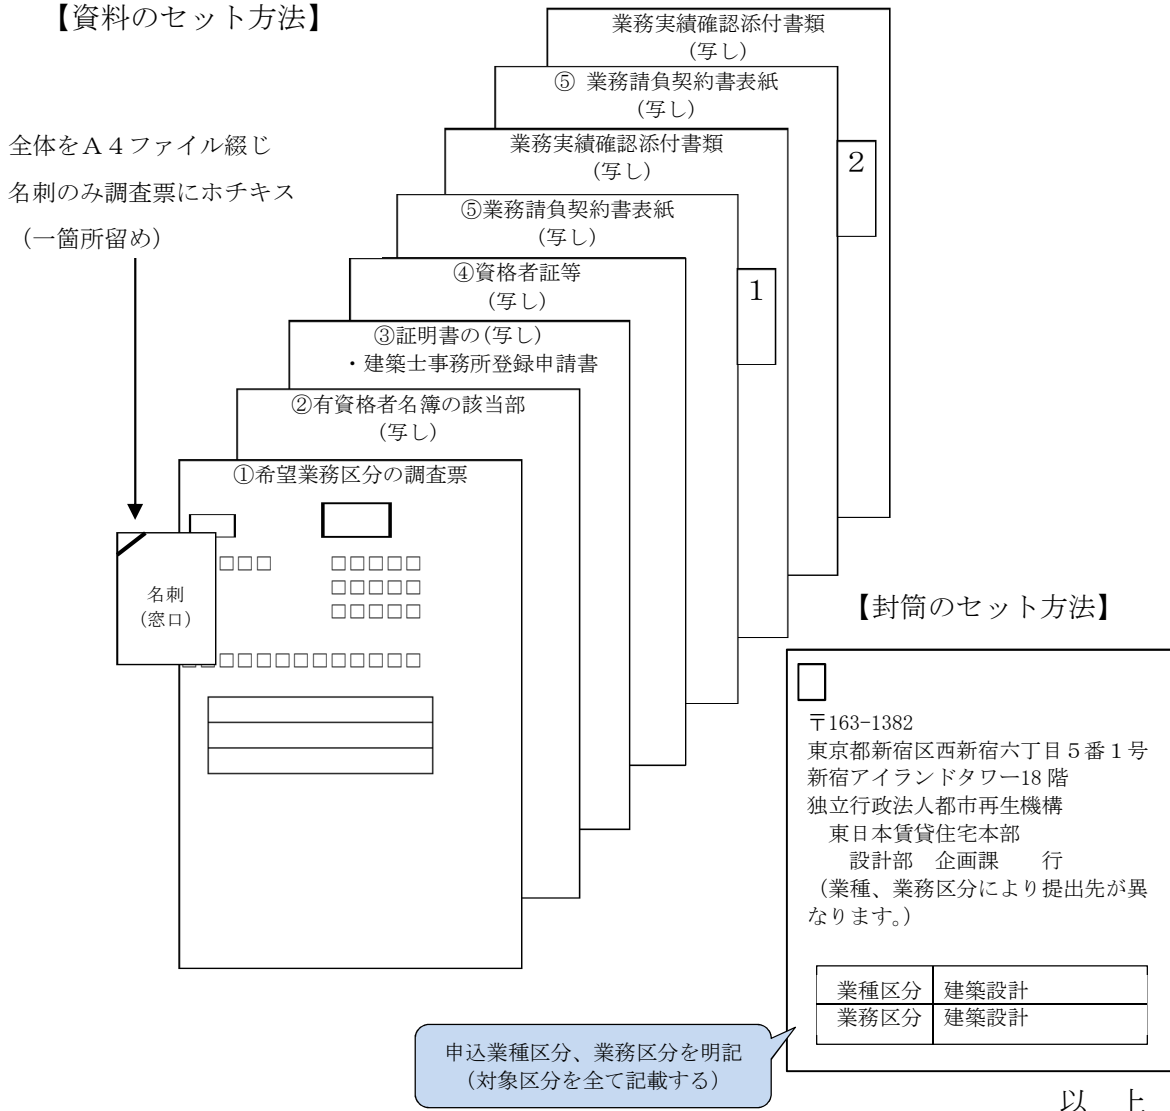 【資料のセット方法】
業務実績確認添付書類
(写し)
⑤ 業務請負契約書表紙
(写し)
2
業務実績確認添付書類
(写し)
⑤業務請負契約書表紙
(写し)
1
④資格者証等
(写し)
③証明書の(写し)
・建築士事務所登録申請書
②有資格者名簿の該当部
(写し)
①希望業務区分の調査票
全体をA4ファイル綴じ
名刺のみ調査票にホチキス
(一箇所留め)
名刺
(窓口)
□□□ □□□□□
□□□□□
□□□□□
□□□□□□□□□□□□□
【封筒のセット方法】
〒163-1382
東京都新宿区西新宿六丁目5番1号
新宿アイランドタワー18 階
独立行政法人都市再生機構
東日本賃貸住宅本部
設計部 企画課 行
(業種、業務区分により提出先が異
なります。)
業種区分 建築設計
業務区分 建築設計
申込業種区分、業務区分を明記
(対象区分を全て記載する)
以 上